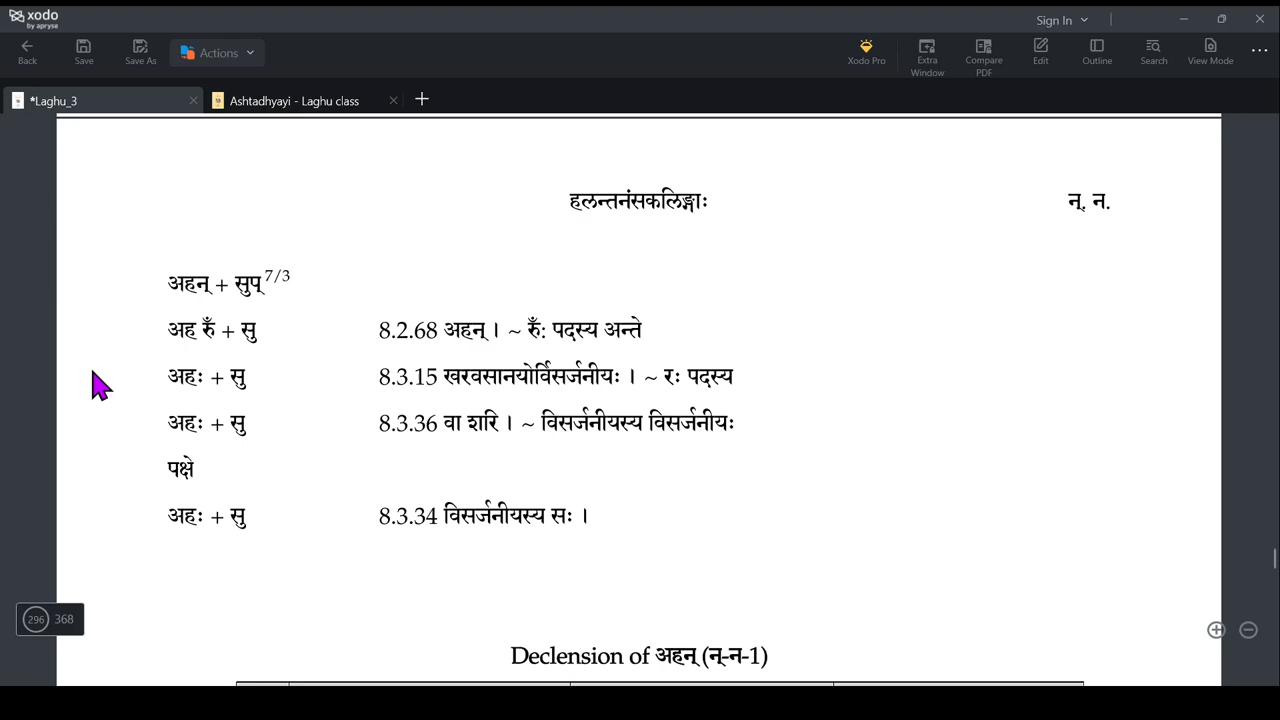 xodo
by apryse
Sign In
Back
Save
Save As
Actions
Xodo Pro
Extra Window
Compare PDF
Edit
Outline
Search
View Mode
*Laghu_3
Ashtadhyayi - Laghu class
हलन्तनंसकलिङ्गाः
न्. न.
अहन् + सुप् 7/3
अह रुँ + सु 8.2.68 अहन् । ~ रुँ: पदस्य अन्ते
अहः + सु 8.3.15 खरवसानयोर्विसर्जनीयः । ~ रः पदस्य
अहः + सु 8.3.36 वा शरि । ~ विसर्जनीयस्य विसर्जनीयः
पक्षे
अहः + सु 8.3.34 विसर्जनीयस्य सः ।
296 368
Declension of अहन् (न्-न-1)